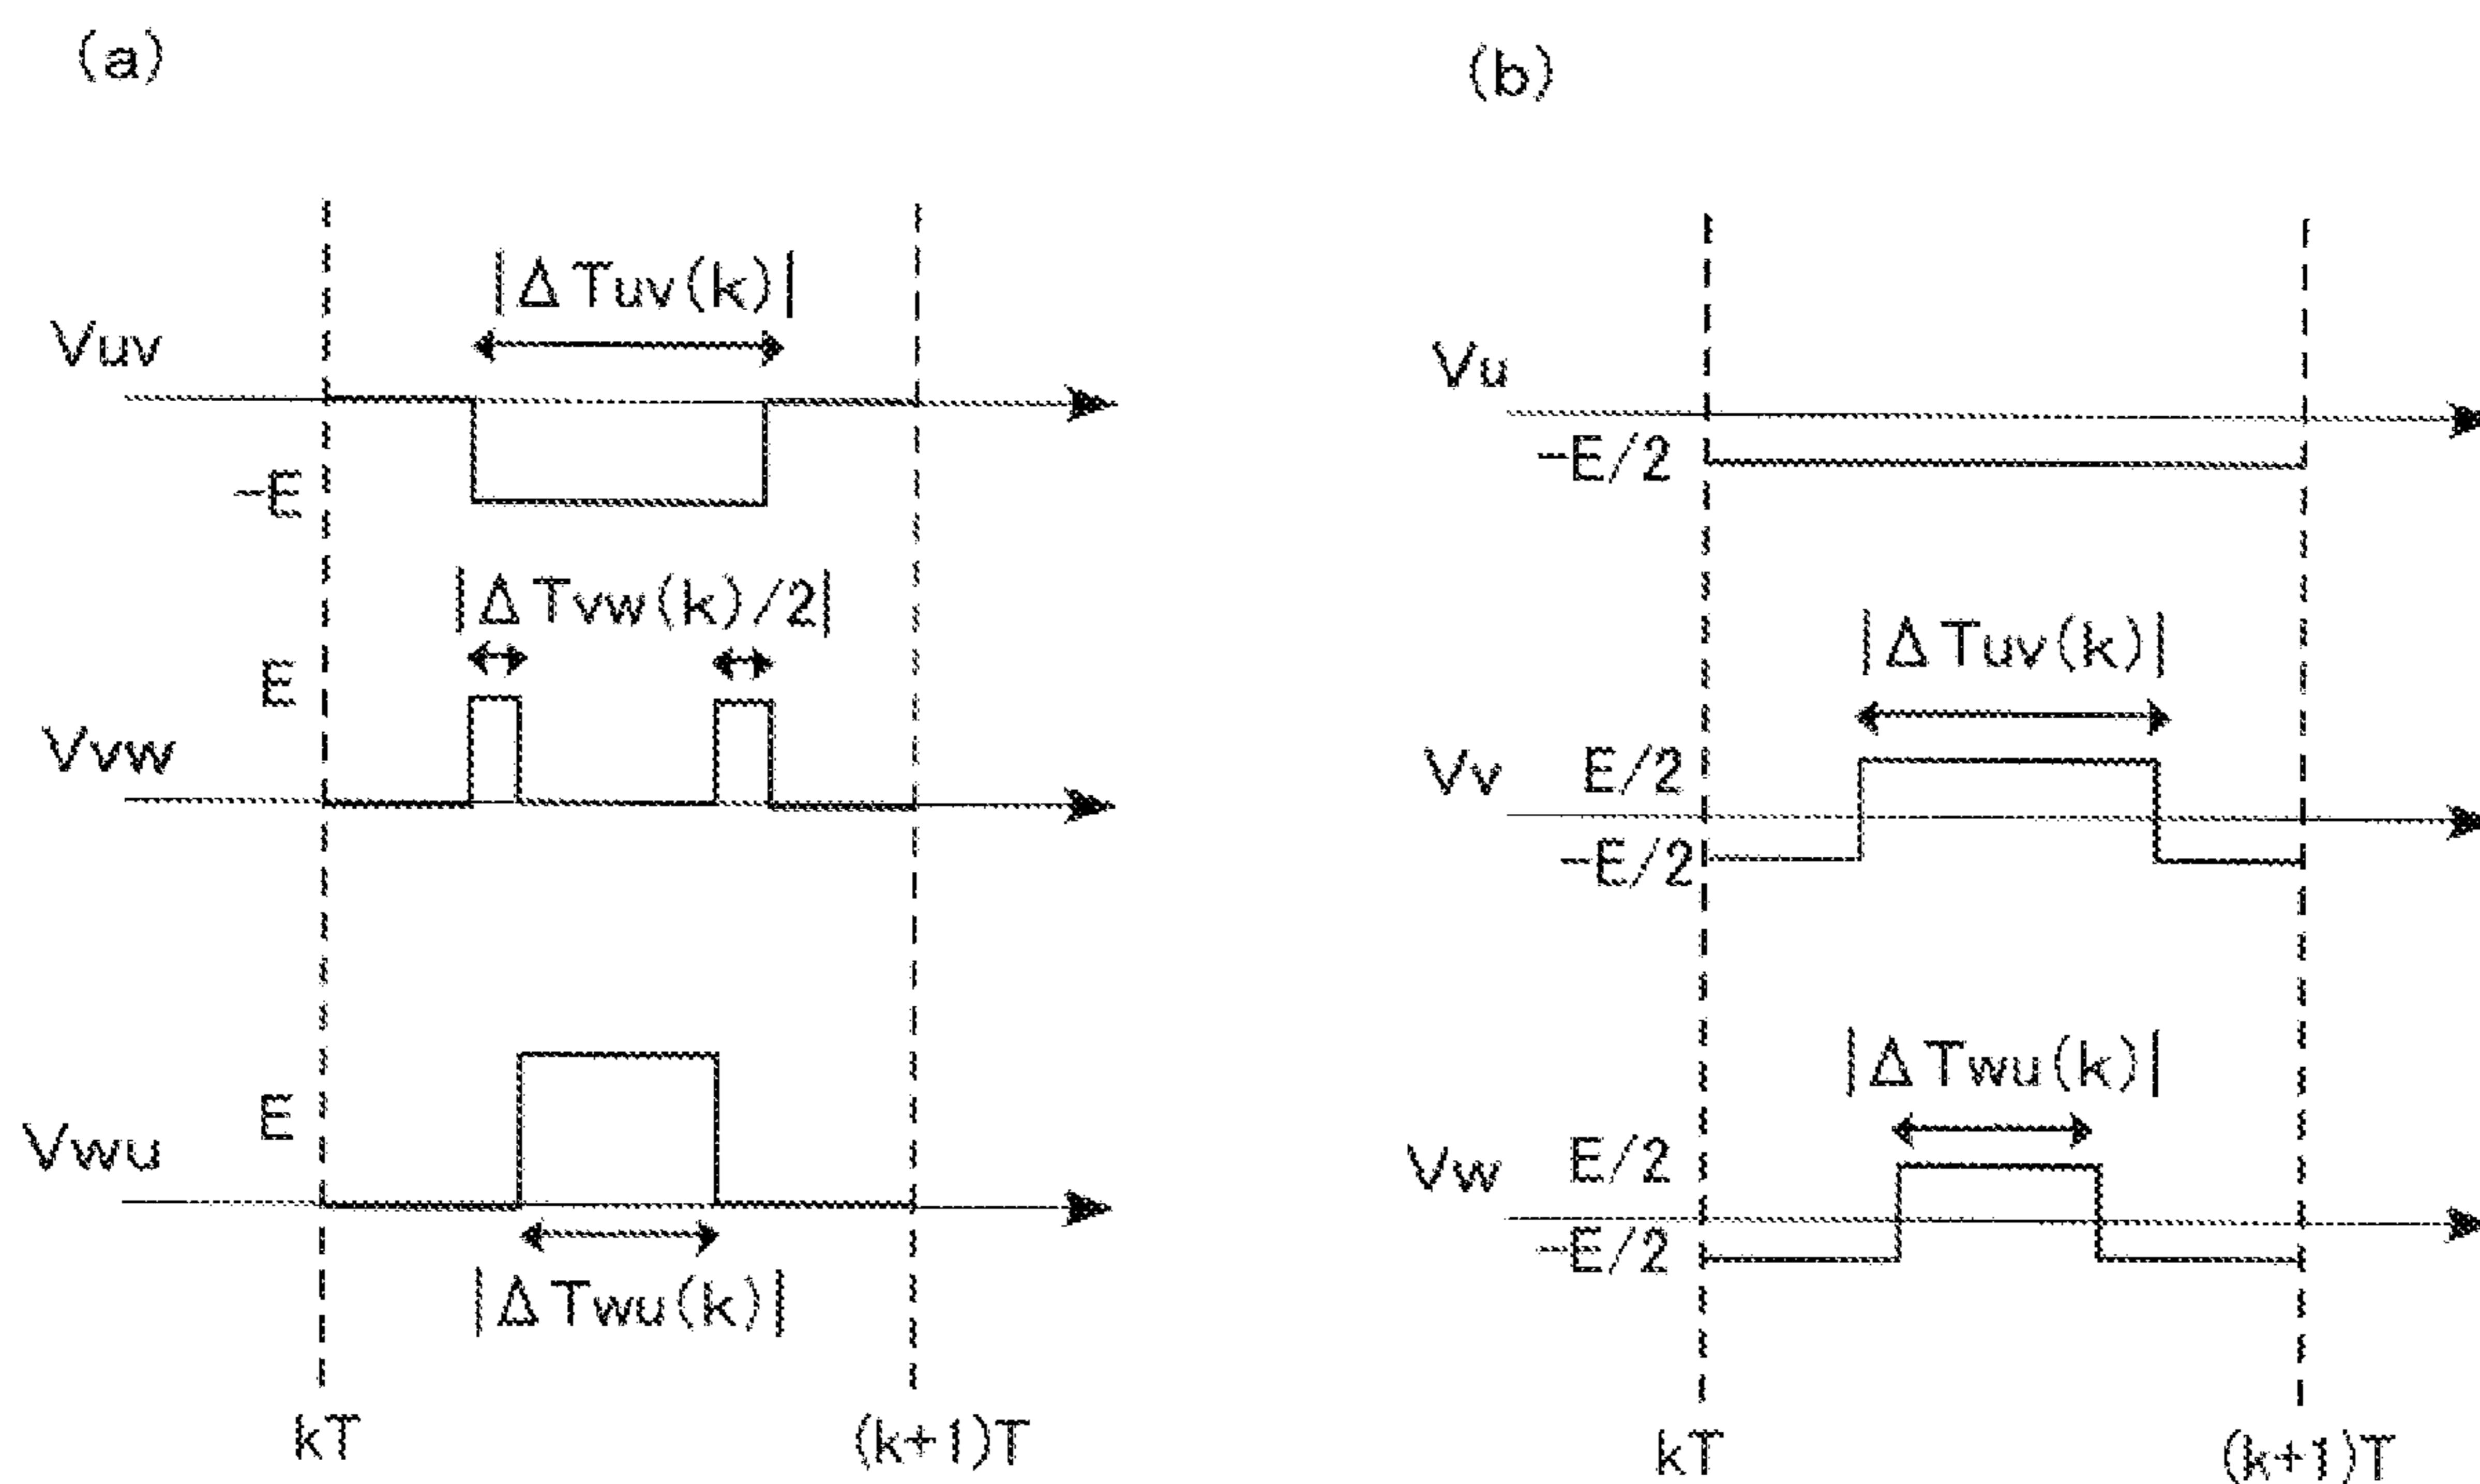 (a)
|ΔTuv(k)|
Vuv
-E
|ΔTvw(k)/2|
E
Vvw
E
Vwu
|ΔTwu(k)|
kT
(k+1)T
(b)
Vu
-E/2
|ΔTuv(k)|
Vv
E/2
-E/2
|ΔTwu(k)|
Vw
E/2
-E/2
kT
(k+1)T